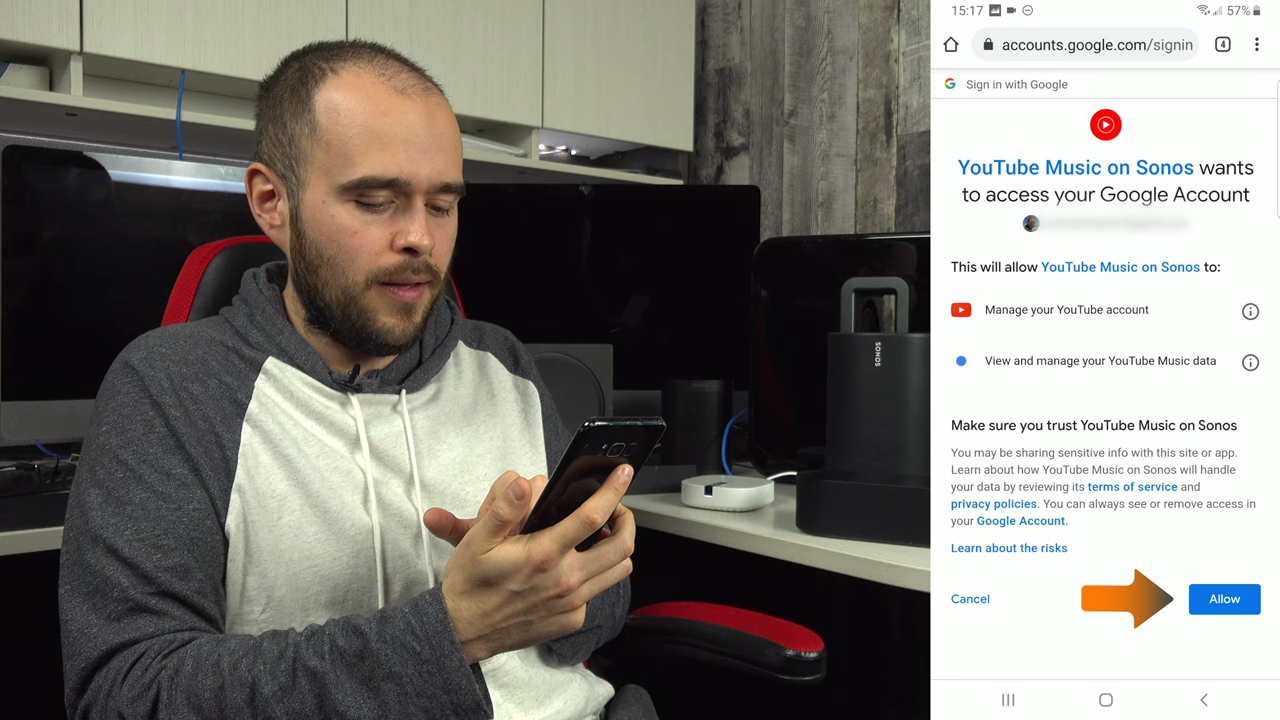 15:17
57%
accounts.google.com/signin
4
Sign in with Google
YouTube Music on Sonos wants
to access your Google Account
This will allow YouTube Music on Sonos to:
Manage your YouTube account
View and manage your YouTube Music data
Make sure you trust YouTube Music on Sonos
You may be sharing sensitive info with this site or app.
Learn about how YouTube Music on Sonos will handle
your data by reviewing its terms of service and
privacy policies. You can always see or remove access in
your Google Account.
Learn about the risks
Cancel
Allow
SONOS